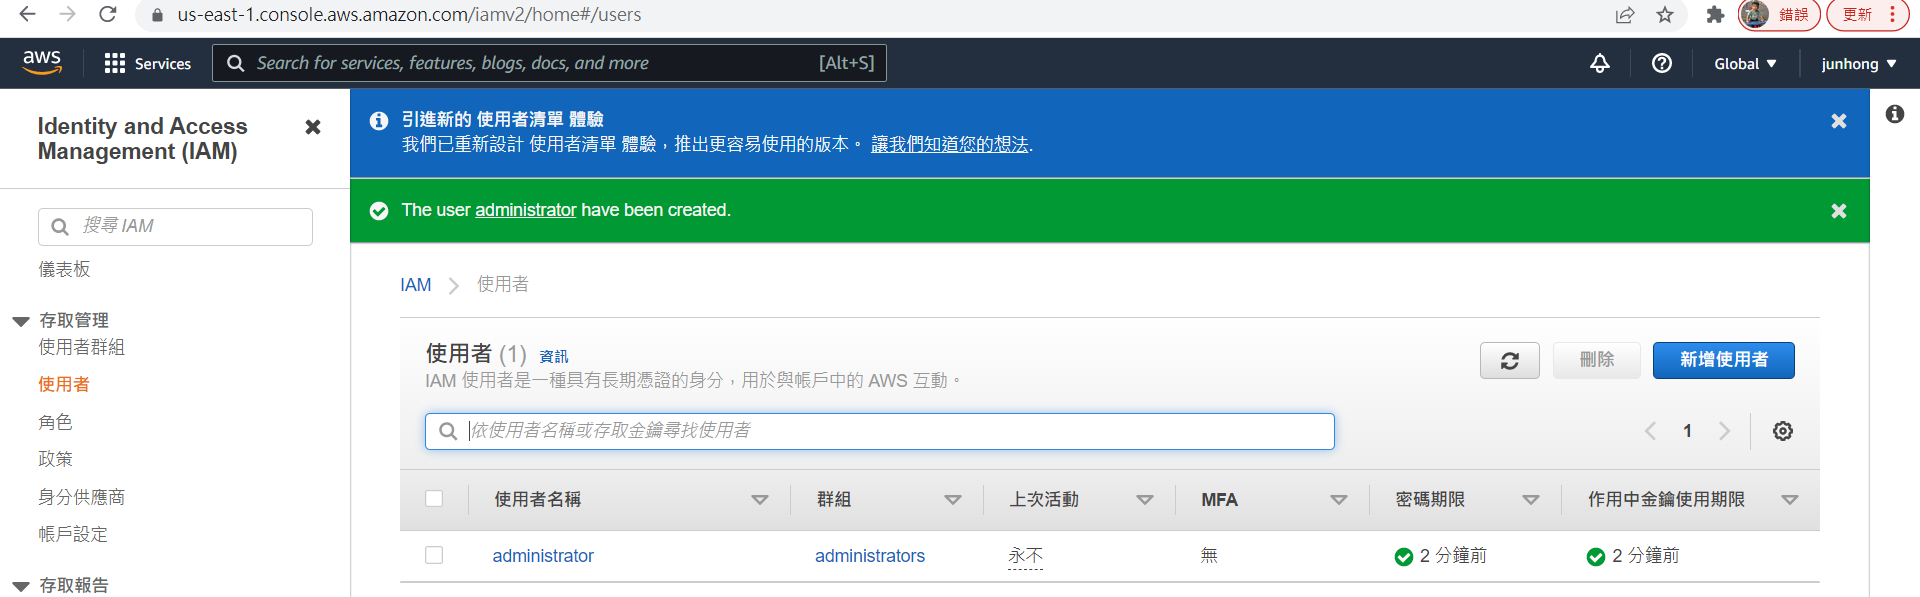 us-east-1.console.aws.amazon.com/iamv2/home#/users
錯誤
更新
aws
Services
Search for services, features, blogs, docs, and more
[Alt+S]
Global
junhong
Identity and Access
Management (IAM)
搜尋 IAM
儀表板
存取管理
使用者群組
使用者
角色
政策
身分供應商
帳戶設定
存取報告
引進新的 使用者清單 體驗
我們已重新設計 使用者清單 體驗，推出更容易使用的版本。 讓我們知道您的想法.
The user administrator have been created.
IAM
使用者
使用者 (1) 資訊
IAM 使用者是一種具有長期憑證的身分，用於與帳戶中的 AWS 互動。
刪除
新增使用者
依使用者名稱或存取金鑰尋找使用者
1
使用者名稱 群組 上次活動 MFA 密碼期限 作用中金鑰使用期限
administrator administrators 永不 無 2 分鐘前 2 分鐘前